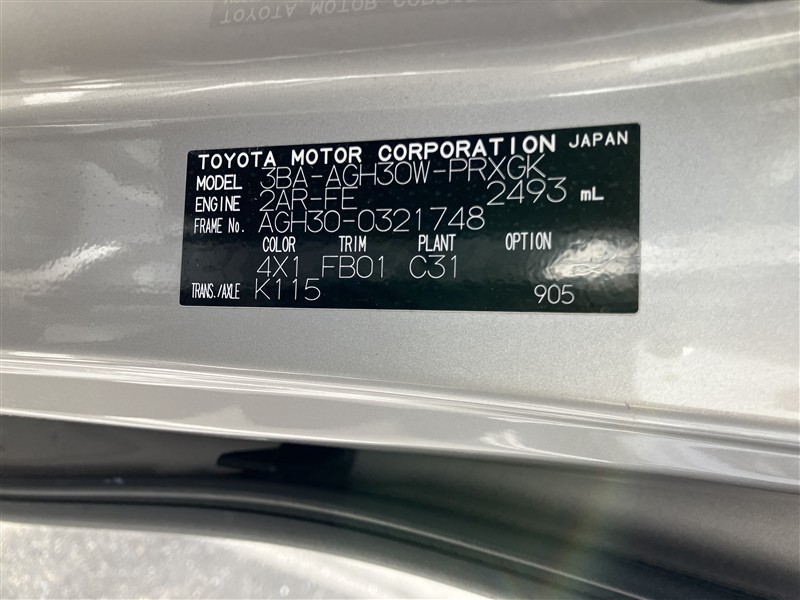 TOYOTA MOTOR CORPORATION JAPAN
MODEL 3BA-AGH30W-PRXGK
ENGINE 2AR-FE 2493 mL
FRAME No. AGH30-0321748
COLOR TRIM PLANT OPTION
4X1 FB01 C31
TRANS./AXLE K115 905